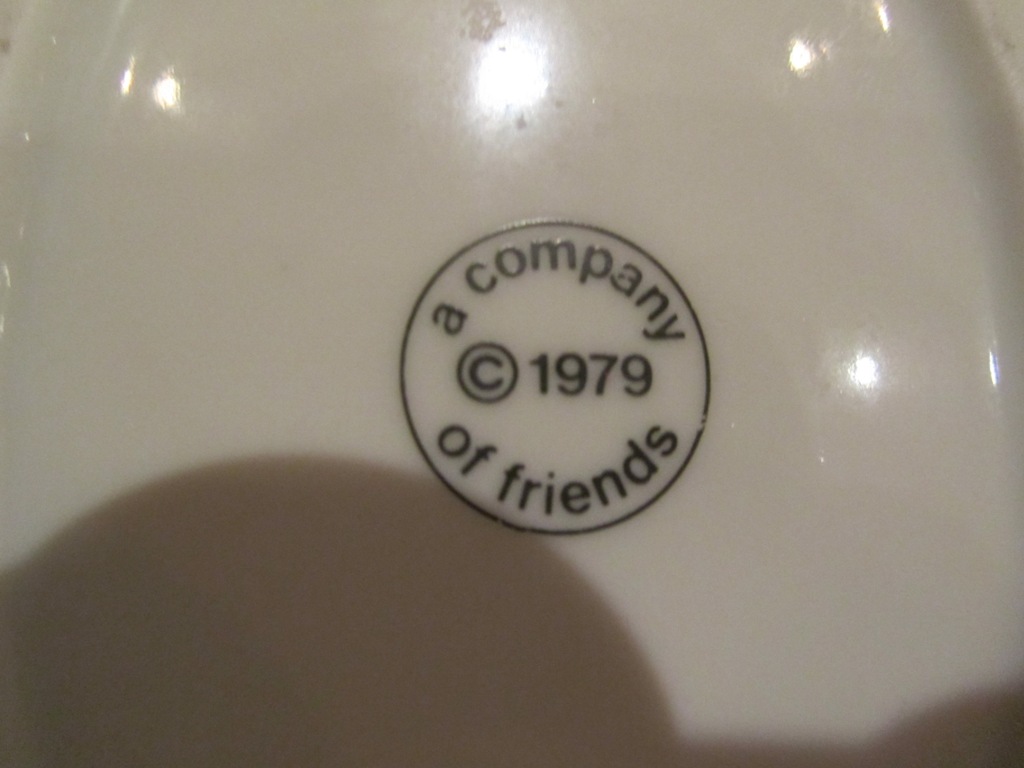 a company
© 1979
of friends